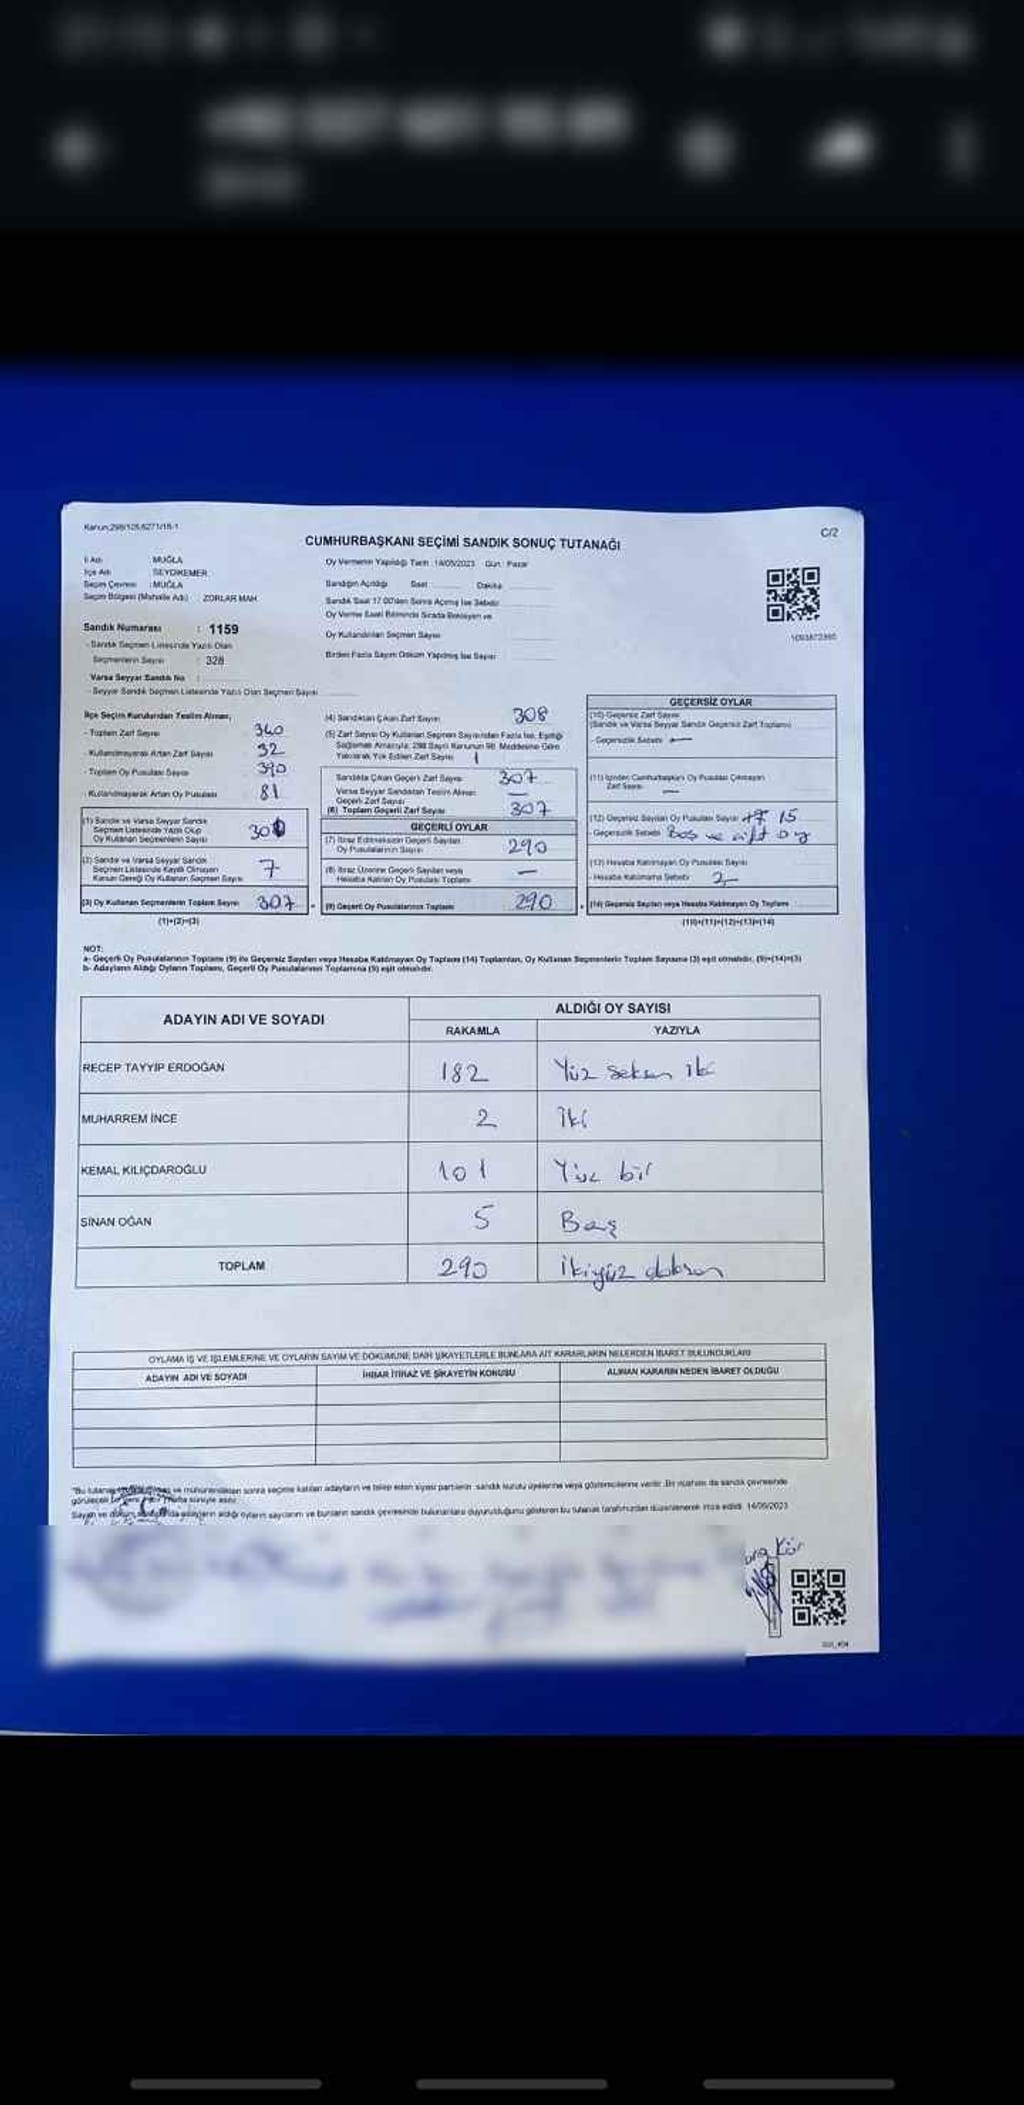 Kanun:298/105,6271/16-1
C/2
CUMHURBAŞKANI SEÇİMİ SANDIK SONUÇ TUTANAĞI
İl Adı : MUĞLA
İlçe Adı : SEYDİKEMER
Seçim Çevresi : MUĞLA
Seçim Bölgesi (Mahalle Adı) : ZORLAR MAH.
Sandık Numarası : 1159
- Sandık Seçmen Listesinde Yazılı Olan
Seçmenlerin Sayısı : 328
Varsa Seyyar Sandık No :
- Seyyar Sandık Seçmen Listesinde Yazılı Olan Seçmen Sayısı
Oy Vermenin Yapıldığı Tarih :14/05/2023 Gün : Pazar
Sandığın Açıldığı Saat Dakika
Sandık Saat 17.00'den Sonra Açılmış İse Sebebi
Oy Verme Saati Bitiminde Sırada Bekleyen ve
Oy Kullandırılan Seçmen Sayısı
Birden Fazla Sayım Döküm Yapılmış İse Sayısı
İlçe Seçim Kurulundan Teslim Alınan;
- Toplam Zarf Sayısı 340
- Kullanılmayarak Artan Zarf Sayısı 32
- Toplam Oy Pusulası Sayısı 390
- Kullanılmayarak Artan Oy Pusulası 81
(1) Sandık ve Varsa Seyyar Sandık
Seçmen Listesinde Yazılı Olup
Oy Kullanan Seçmenlerin Sayısı 300
(2) Sandık ve Varsa Seyyar Sandık
Seçmen Listesinde Kayıtlı Olmayan
Kanun Gereği Oy Kullanan Seçmen Sayısı 7
(3) Oy Kullanan Seçmenlerin Toplam Sayısı 307
(1)+(2)=(3)
(4) Sandıktan Çıkan Zarf Sayısı 308
(5) Zarf Sayısı Oy Kullanan Seçmen Sayısından Fazla İse, Eşitliği
Sağlamak Amacıyla, 298 Sayılı Kanunun 98. Maddesine Göre
Yakılarak Yok Edilen Zarf Sayısı 1
Sandıkta Çıkan Geçerli Zarf Sayısı 307
Varsa Seyyar Sandıktan Teslim Alınan
Geçerli Zarf Sayısı —
(6) Toplam Geçerli Zarf Sayısı 307
GEÇERLİ OYLAR
(7) İtiraz Edilmeksizin Geçerli Sayılan
Oy Pusulalarının Sayısı 290
(8) İtiraz Üzerine Geçerli Sayılan veya
Hesaba Katılan Oy Pusulası Toplamı —
(9) Geçerli Oy Pusulalarının Toplamı 290
GEÇERSİZ OYLAR
(10) Geçersiz Zarf Sayısı
(Sandık ve Varsa Seyyar Sandık Geçersiz Zarf Toplamı)
- Geçersizlik Sebebi —
(11) İçinden Cumhurbaşkanı Oy Pusulası Çıkmayan
Zarf Sayısı —
(12) Geçersiz Sayılan Oy Pusulası Sayısı 15
- Geçersizlik Sebebi Boş ve çift oy
(13) Hesaba Katılmayan Oy Pusulası Sayısı
- Hesaba Katılmama Sebebi 2
(14) Geçersiz Sayılan veya Hesaba Katılmayan Oy Toplamı
(10)+(11)+(12)+(13)=(14)
NOT:
a- Geçerli Oy Pusulalarının Toplamı (9) ile Geçersiz Sayılan veya Hesaba Katılmayan Oy Toplamı (14) Toplamları, Oy Kullanan Seçmenlerin Toplam Sayısına (3) eşit olmalıdır. (9)+(14)=(3)
b- Adayların Aldığı Oyların Toplamı, Geçerli Oy Pusulalarının Toplamına (9) eşit olmalıdır.
ADAYIN ADI VE SOYADI
ALDIĞI OY SAYISI
RAKAMLA YAZIYLA
RECEP TAYYİP ERDOĞAN 182 Yüz seksen iki
MUHARREM İNCE 2 İki
KEMAL KILIÇDAROĞLU 101 Yüz bir
SİNAN OĞAN 5 Beş
TOPLAM 290 İkiyüz doksan
OYLAMA İŞ VE İŞLEMLERİNE VE OYLARIN SAYIM VE DÖKÜMÜNE DAİR ŞİKAYETLERLE BUNLARA AİT KARARLARIN NELERDEN İBARET BULUNDUKLARI
ADAYIN ADI VE SOYADI İHBAR İTİRAZ VE ŞİKAYETİN KONUSU ALINAN KARARIN NEDEN İBARET OLDUĞU
ve mühürlendikten sonra seçime katılan adayların ve talep eden siyasi partilerin sandık kurulu üyelerine veya gözlemcilerine verilir. Bir nüshası da sandık çevresinde
görülecek bir yere hafta süreyle asılır.
Sayım ve döküm adayların aldığı oyların sayılarını ve bunların sandık çevresinde bulunanlara duyurulduğunu gösteren bu tutanak tarafımızdan düzenlenerek imza edildi. 14/05/2023